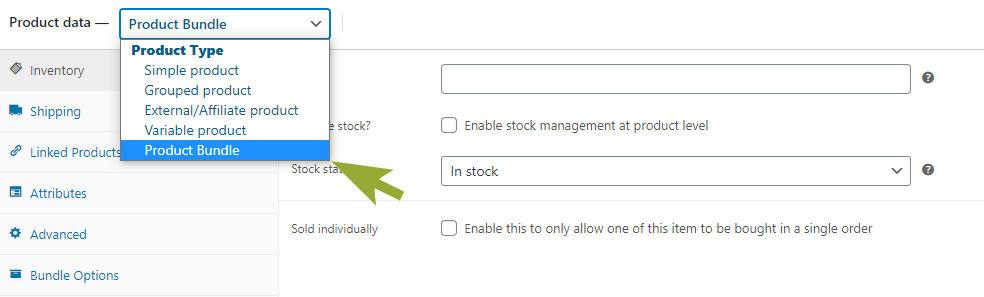 Product data —
Product Bundle
Product Type
Simple product
Grouped product
External/Affiliate product
Variable product
Product Bundle
Inventory
Shipping
Linked Products
Attributes
Advanced
Bundle Options
?
e stock?
Enable stock management at product level
Stock sta
In stock
?
Sold individually
Enable this to only allow one of this item to be bought in a single order